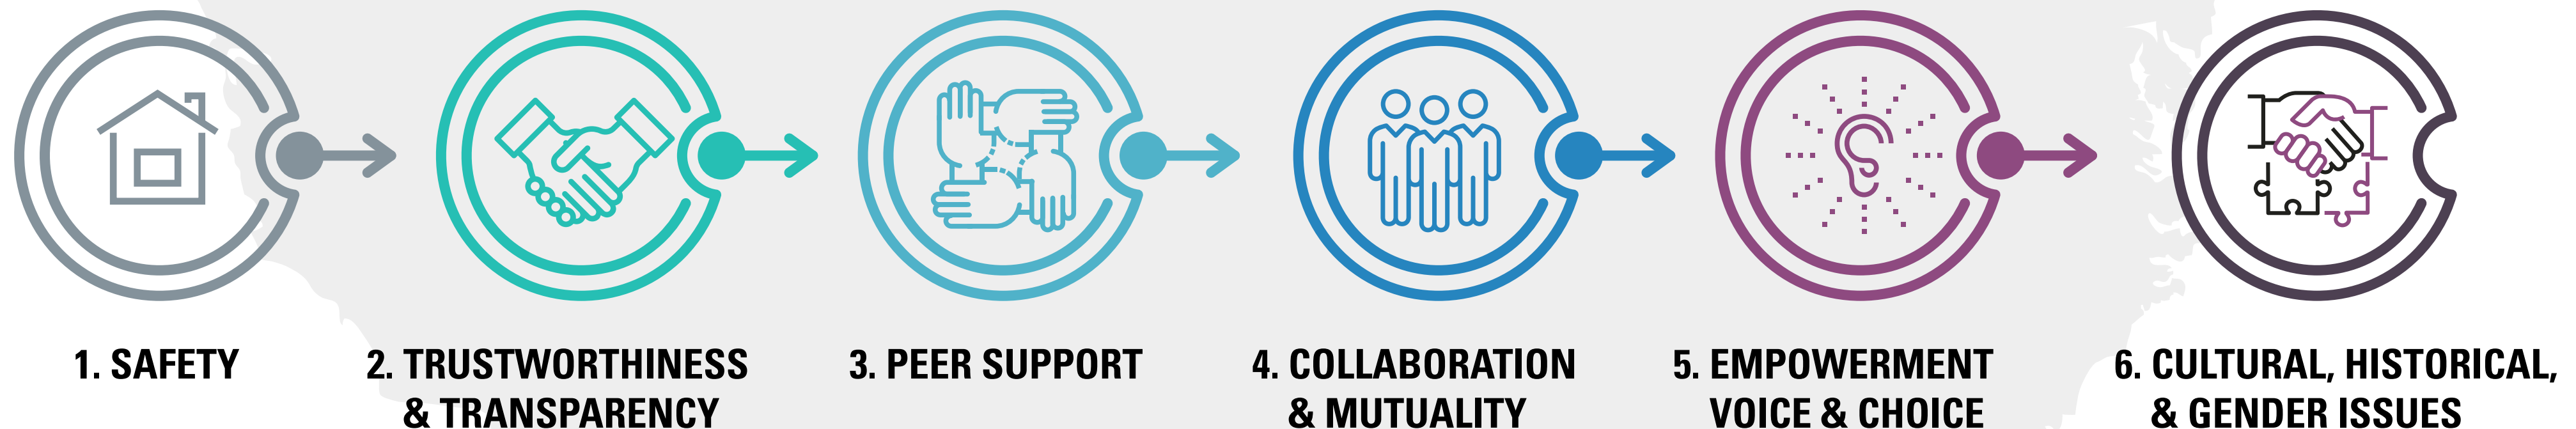 1. SAFETY
2. TRUSTWORTHINESS
& TRANSPARENCY
3. PEER SUPPORT
4. COLLABORATION
& MUTUALITY
5. EMPOWERMENT
VOICE & CHOICE
6. CULTURAL, HISTORICAL,
& GENDER ISSUES